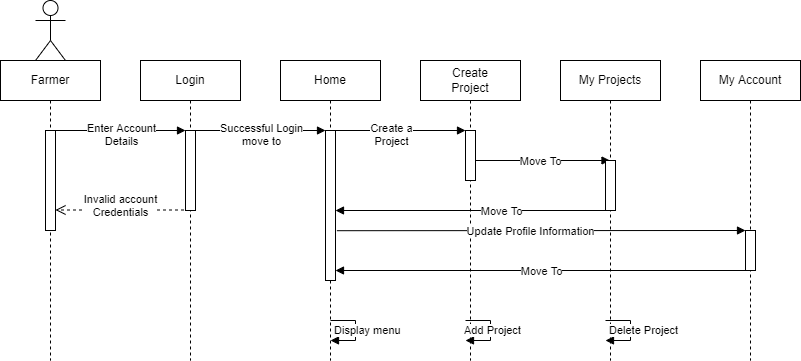 Farmer
Login
Home
Create
Project
My Projects
My Account
Enter Account
Details
Successful Login
move to
Create a
Project
Move To
Invalid account
Credentials
Move To
Update Profile Information
Move To
Display menu
Add Project
Delete Project